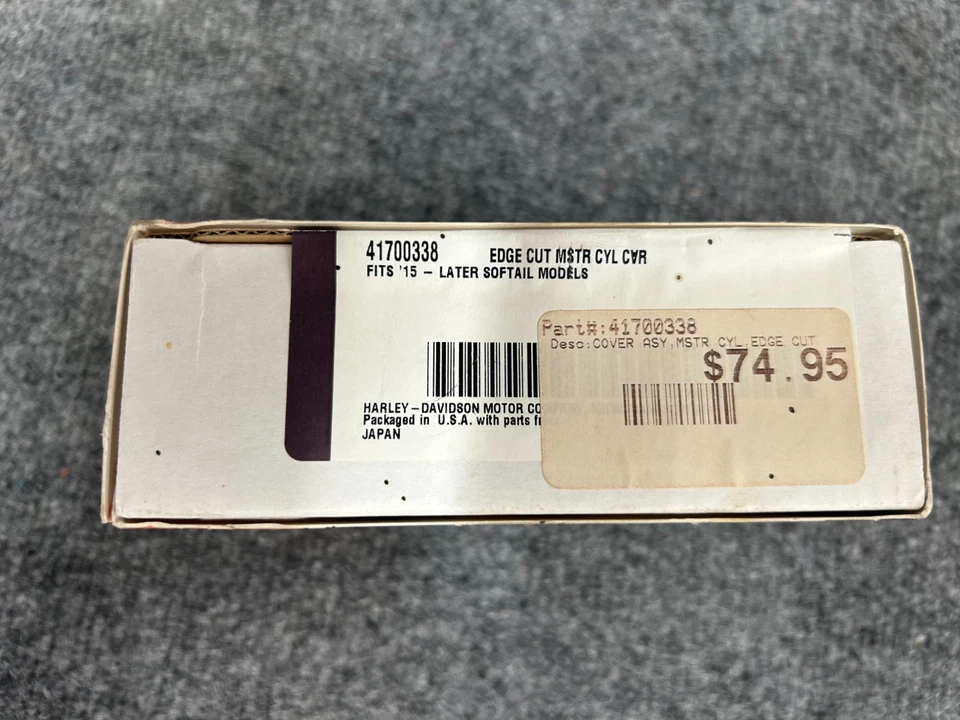 41700338 EDGE CUT MSTR CYL CVR
FITS '15 – LATER SOFTAIL MODELS
HARLEY–DAVIDSON MOTOR CO
Packaged in U.S.A. with parts
JAPAN
Part#:41700338
Desc:COVER ASY,MSTR CYL,EDGE CUT
$74.95